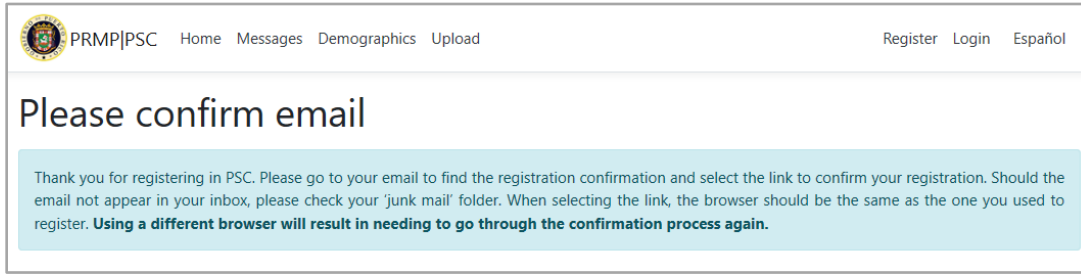 PRMP|PSC Home Messages Demographics Upload Register Login Español
Please confirm email
Thank you for registering in PSC. Please go to your email to find the registration confirmation and select the link to confirm your registration. Should the
email not appear in your inbox, please check your 'junk mail' folder. When selecting the link, the browser should be the same as the one you used to
register. Using a different browser will result in needing to go through the confirmation process again.